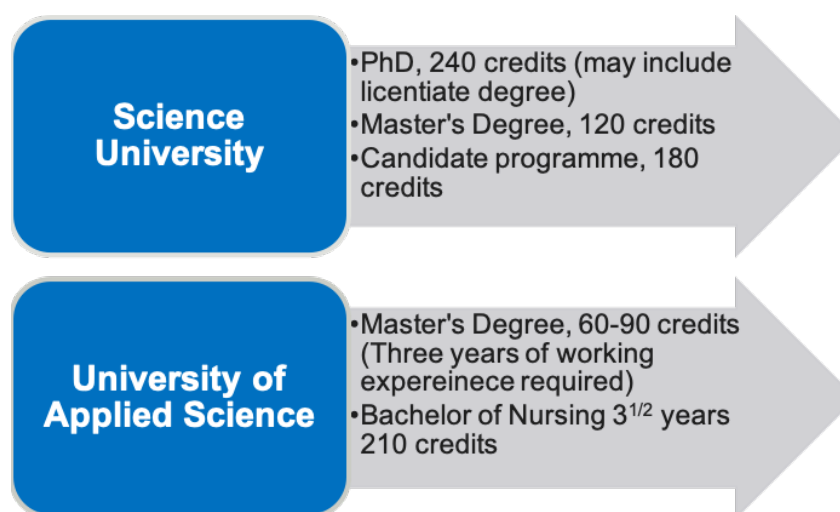 Science
University
•PhD, 240 credits (may include
licentiate degree)
•Master's Degree, 120 credits
•Candidate programme, 180
credits
University of
Applied Science
•Master's Degree, 60-90 credits
(Three years of working
expereinece required)
•Bachelor of Nursing 31/2 years
210 credits